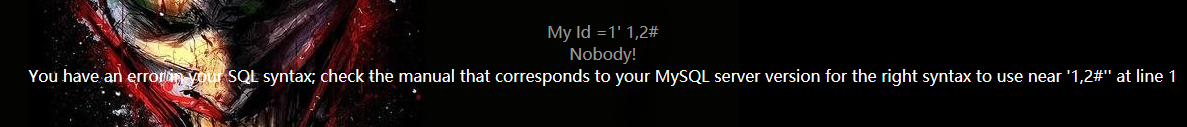 My Id =1' 1,2#
Nobody!
You have an error in your SQL syntax; check the manual that corresponds to your MySQL server version for the right syntax to use near '1,2#'' at line 1